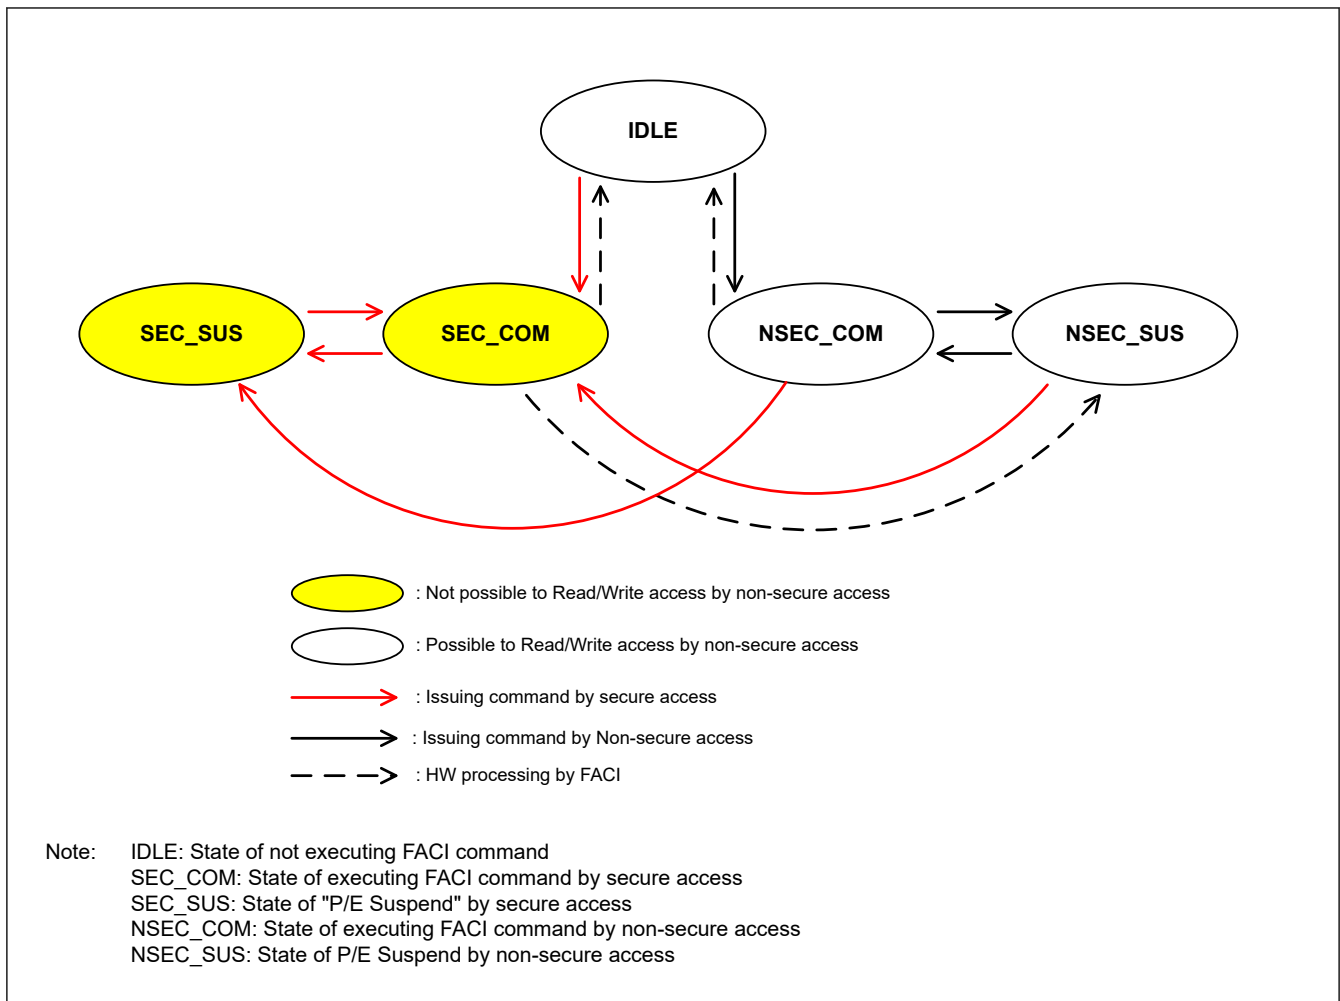 IDLE
SEC_SUS
SEC_COM
NSEC_COM
NSEC_SUS
: Not possible to Read/Write access by non-secure access
: Possible to Read/Write access by non-secure access
: Issuing command by secure access
: Issuing command by Non-secure access
: HW processing by FACI
Note: IDLE: State of not executing FACI command
SEC_COM: State of executing FACI command by secure access
SEC_SUS: State of "P/E Suspend" by secure access
NSEC_COM: State of executing FACI command by non-secure access
NSEC_SUS: State of P/E Suspend by non-secure access